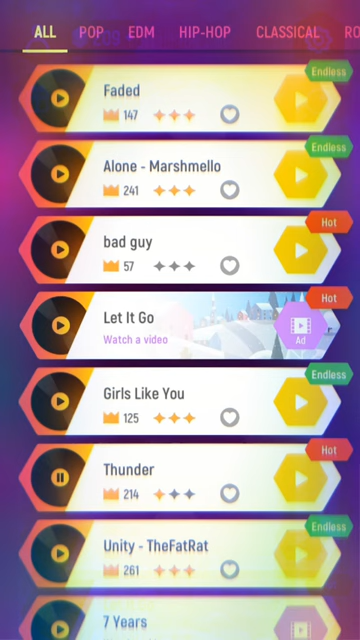 ALL POP EDM HIP-HOP CLASSICAL RO
Endless
Faded
147
Endless
Alone - Marshmello
241
Hot
bad guy
57
Hot
Let It Go
Watch a video
Ad
Endless
Girls Like You
125
Hot
Thunder
214
Endless
Unity - TheFatRat
261
7 Years